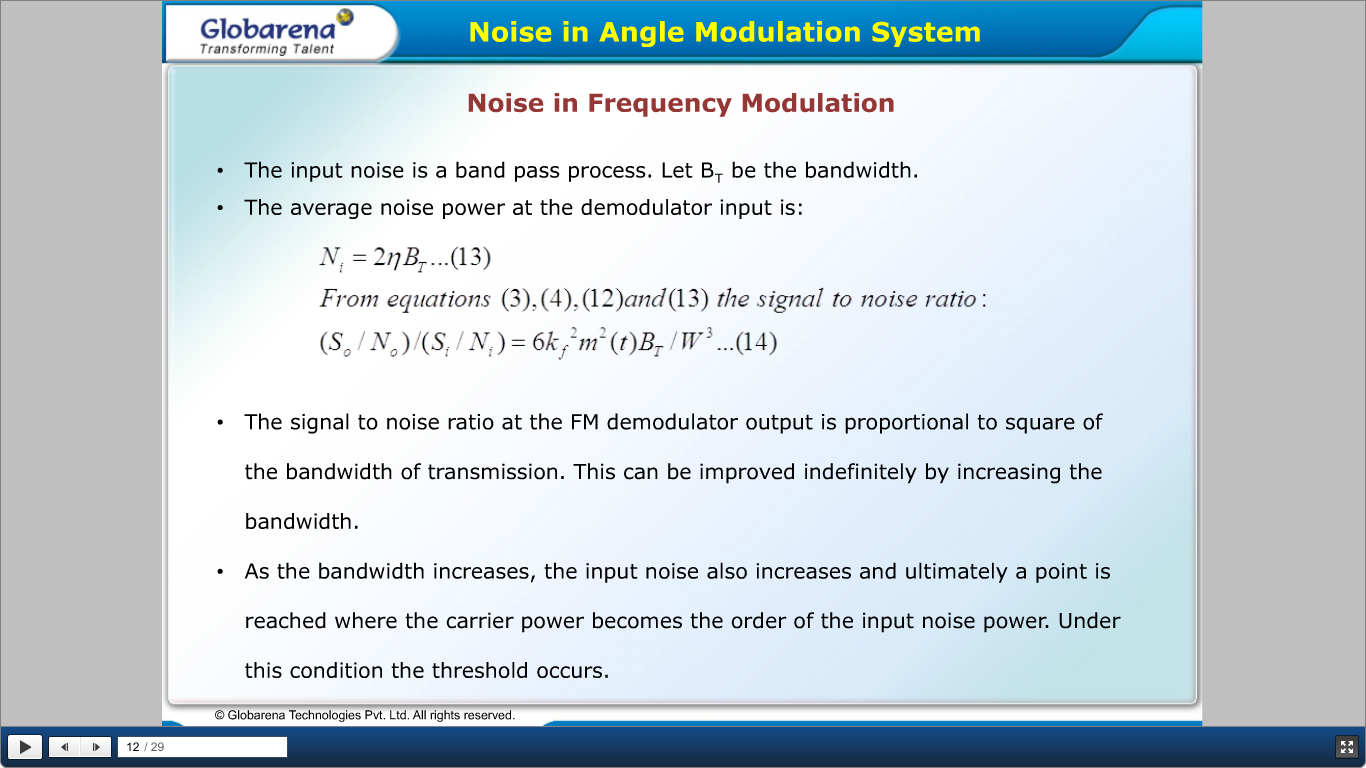 Globarena
Transforming Talent
Noise in Angle Modulation System
Noise in Frequency Modulation
• The input noise is a band pass process. Let B_T be the bandwidth.
• The average noise power at the demodulator input is:
N_i = 2ηB_T...(13)
From equations (3),(4),(12)and(13) the signal to noise ratio:
(S_o / N_o)/(S_i / N_i) = 6k_f^2 m^2(t)B_T / W^3...(14)
• The signal to noise ratio at the FM demodulator output is proportional to square of
the bandwidth of transmission. This can be improved indefinitely by increasing the
bandwidth.
• As the bandwidth increases, the input noise also increases and ultimately a point is
reached where the carrier power becomes the order of the input noise power. Under
this condition the threshold occurs.
© Globarena Technologies Pvt. Ltd. All rights reserved.
12 / 29